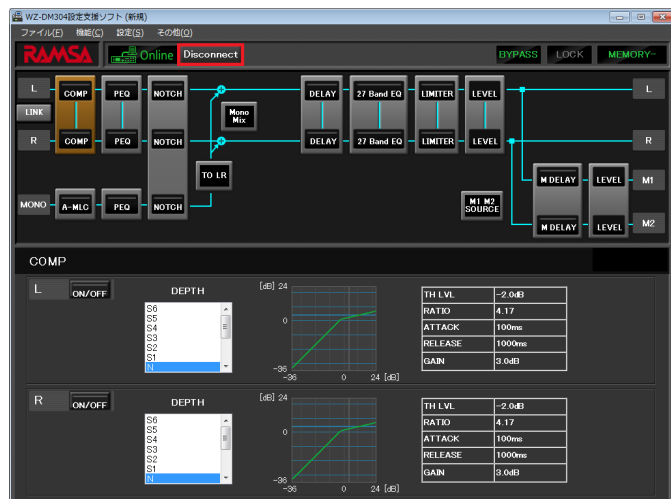 WZ-DM304設定支援ソフト (新規)
ファイル(F) 機能(C) 設定(S) その他(O)
RAMSA Online Disconnect BYPASS LOCK MEMORY--
L COMP PEQ NOTCH DELAY 27 Band EQ LIMITER LEVEL L
LINK
Mono
Mix
R COMP PEQ NOTCH DELAY 27 Band EQ LIMITER LEVEL R
TO LR
M DELAY LEVEL M1
MONO A-MLC PEQ NOTCH
M1 M2
SOURCE
M DELAY LEVEL M2
COMP
L ON/OFF
DEPTH
S6
S5
S4
S3
S2
S1
N
[dB] 24
0
-96
-96 0 24 [dB]
TH LVL -2.0dB
RATIO 4.17
ATTACK 100ms
RELEASE 1000ms
GAIN 3.0dB
R ON/OFF
DEPTH
S6
S5
S4
S3
S2
S1
N
[dB] 24
0
-96
-96 0 24 [dB]
TH LVL -2.0dB
RATIO 4.17
ATTACK 100ms
RELEASE 1000ms
GAIN 3.0dB